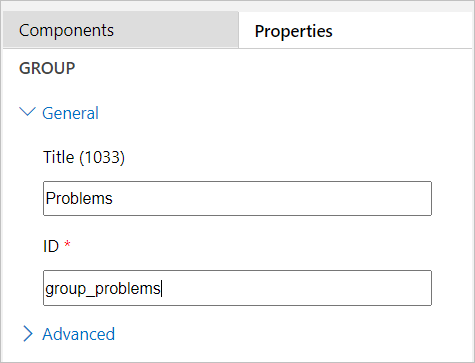 Components Properties
GROUP
General
Title (1033)
Problems
ID *
group_problems
Advanced